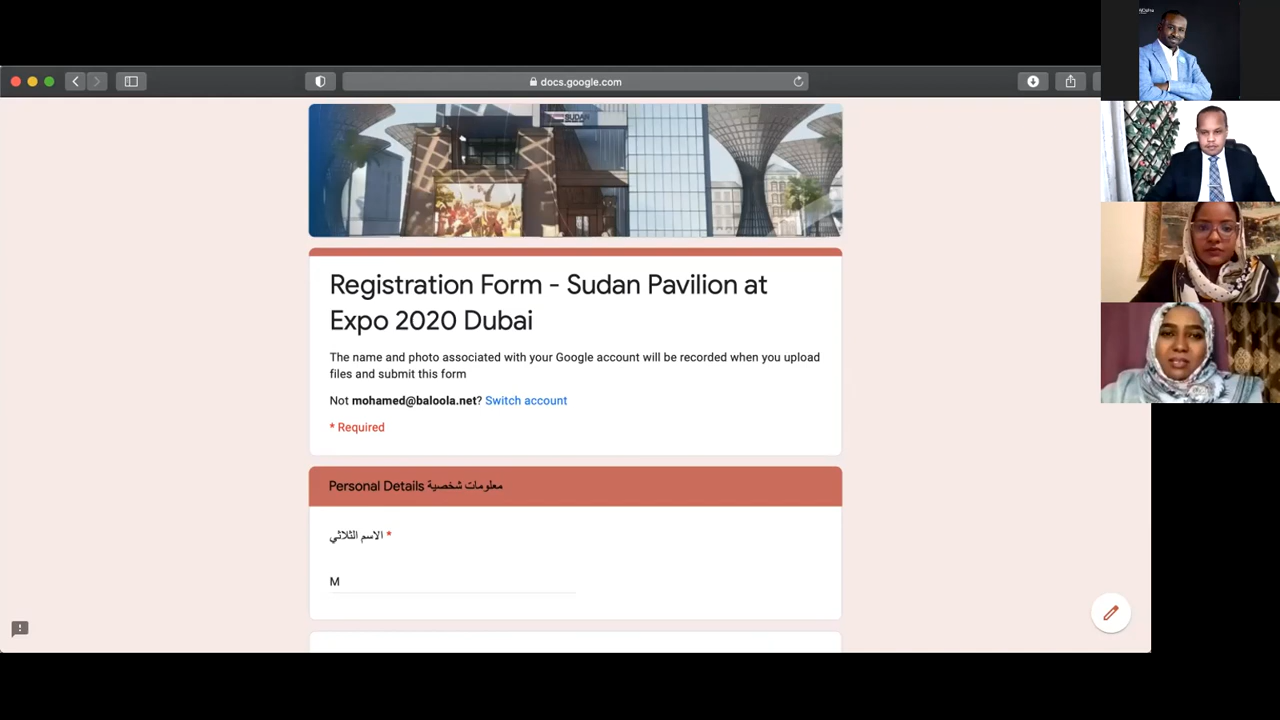 docs.google.com
SUDAN
Registration Form - Sudan Pavilion at
Expo 2020 Dubai
The name and photo associated with your Google account will be recorded when you upload
files and submit this form
Not mohamed@baloola.net? Switch account
* Required
Personal Details معلومات شخصية
الاسم الثلاثي *
M